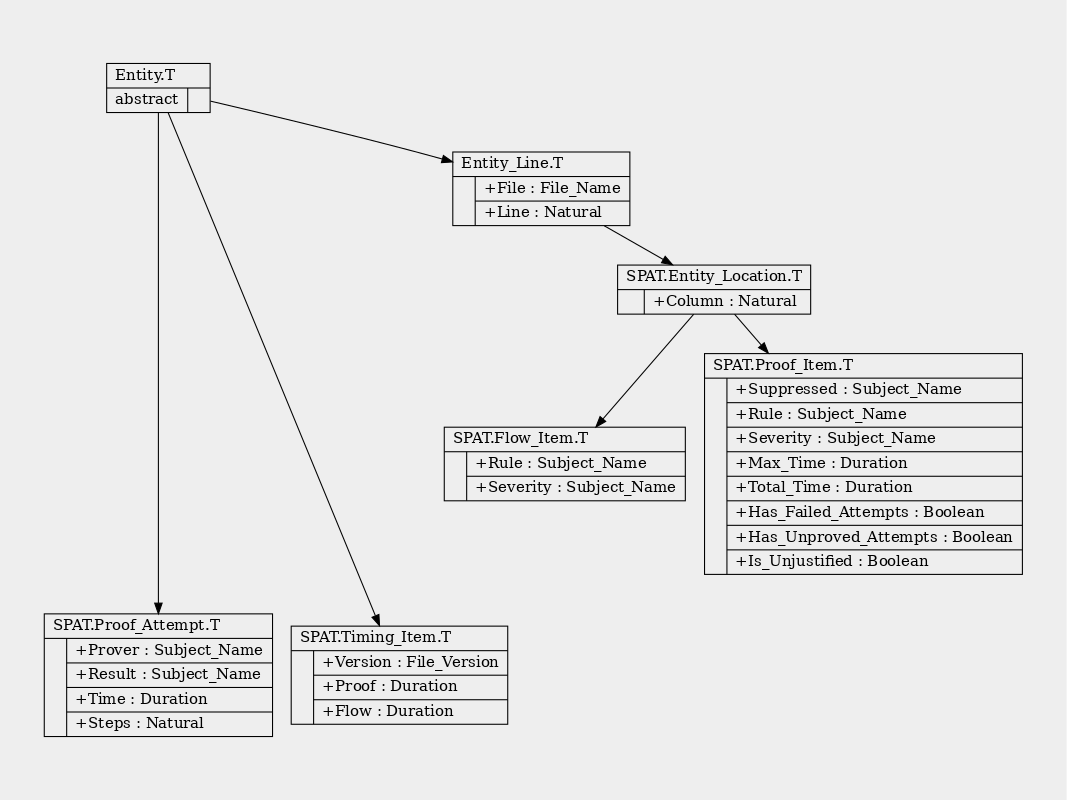 Entity.T
abstract
Entity_Line.T
+File : File_Name
+Line : Natural
SPAT.Entity_Location.T
+Column : Natural
SPAT.Proof_Item.T
+Suppressed : Subject_Name
+Rule : Subject_Name
+Severity : Subject_Name
+Max_Time : Duration
+Total_Time : Duration
+Has_Failed_Attempts : Boolean
+Has_Unproved_Attempts : Boolean
+Is_Unjustified : Boolean
SPAT.Flow_Item.T
+Rule : Subject_Name
+Severity : Subject_Name
SPAT.Proof_Attempt.T
+Prover : Subject_Name
+Result : Subject_Name
+Time : Duration
+Steps : Natural
SPAT.Timing_Item.T
+Version : File_Version
+Proof : Duration
+Flow : Duration